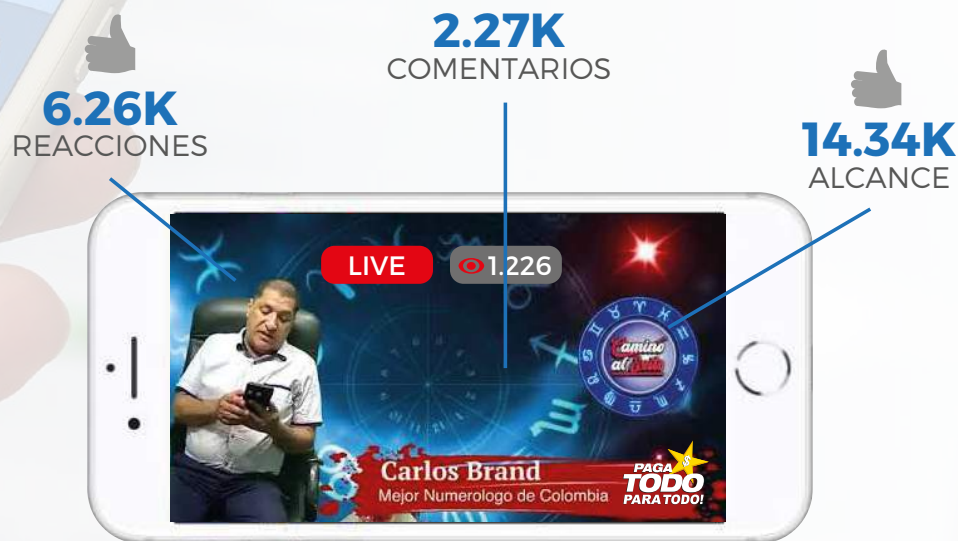 2.27K
COMENTARIOS
6.26K
REACCIONES
14.34K
ALCANCE
LIVE
1.226
Camino
al Éxito
Carlos Brand
Mejor Numerologo de Colombia
PAGA
TODO
PARA TODO!